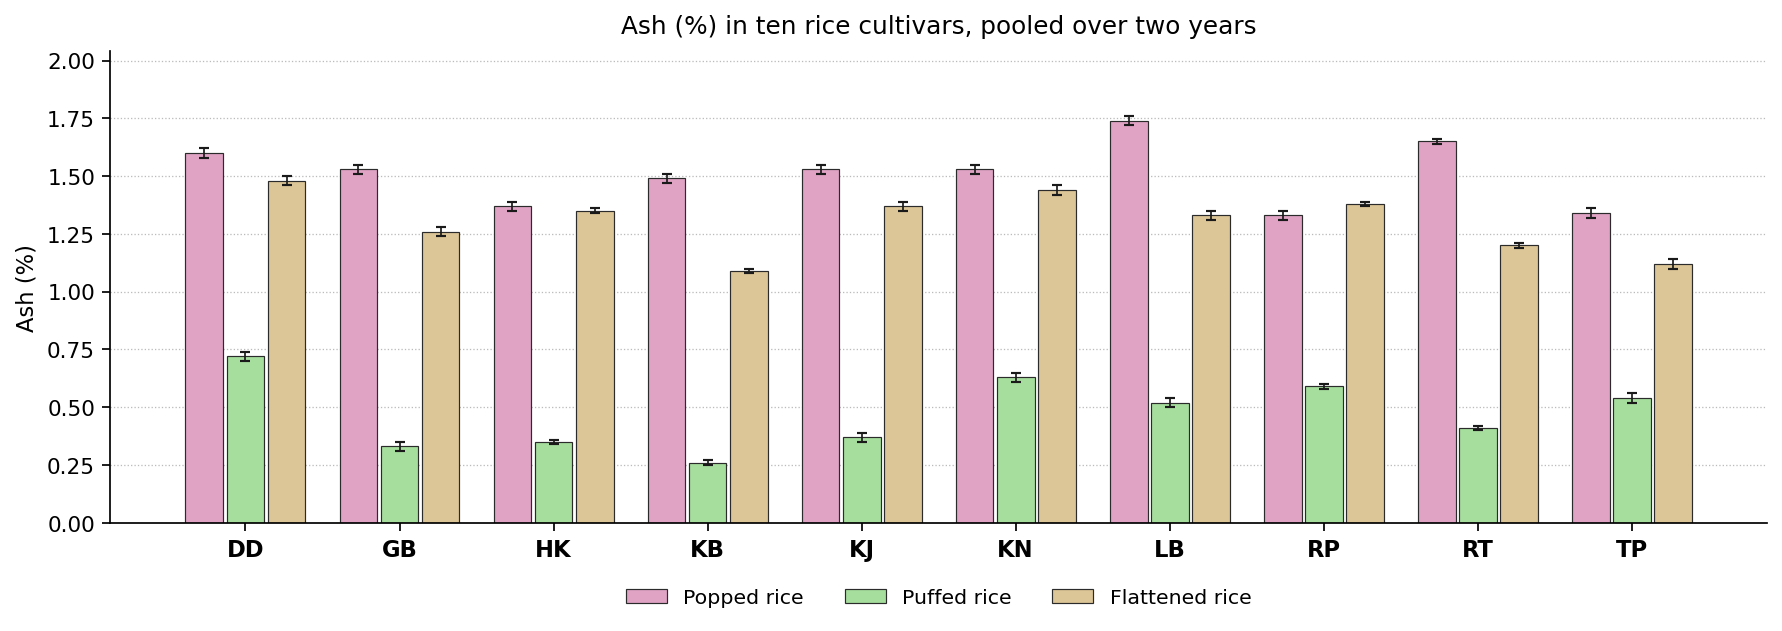 Ash (%) in ten rice cultivars, pooled over two years
Ash (%)
2.00
1.75
1.50
1.25
1.00
0.75
0.50
0.25
0.00
DD GB HK KB KJ KN LB RP RT TP
Popped rice Puffed rice Flattened rice